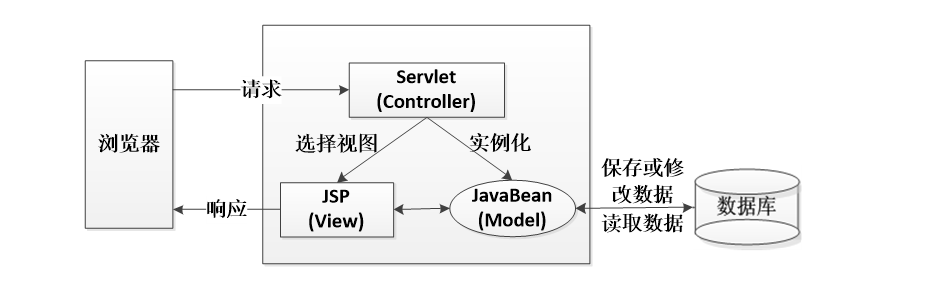 请求
Servlet
(Controller)
浏览器
选择视图
实例化
保存或修
改数据
读取数据
JSP
(View)
JavaBean
(Model)
数据库
响应